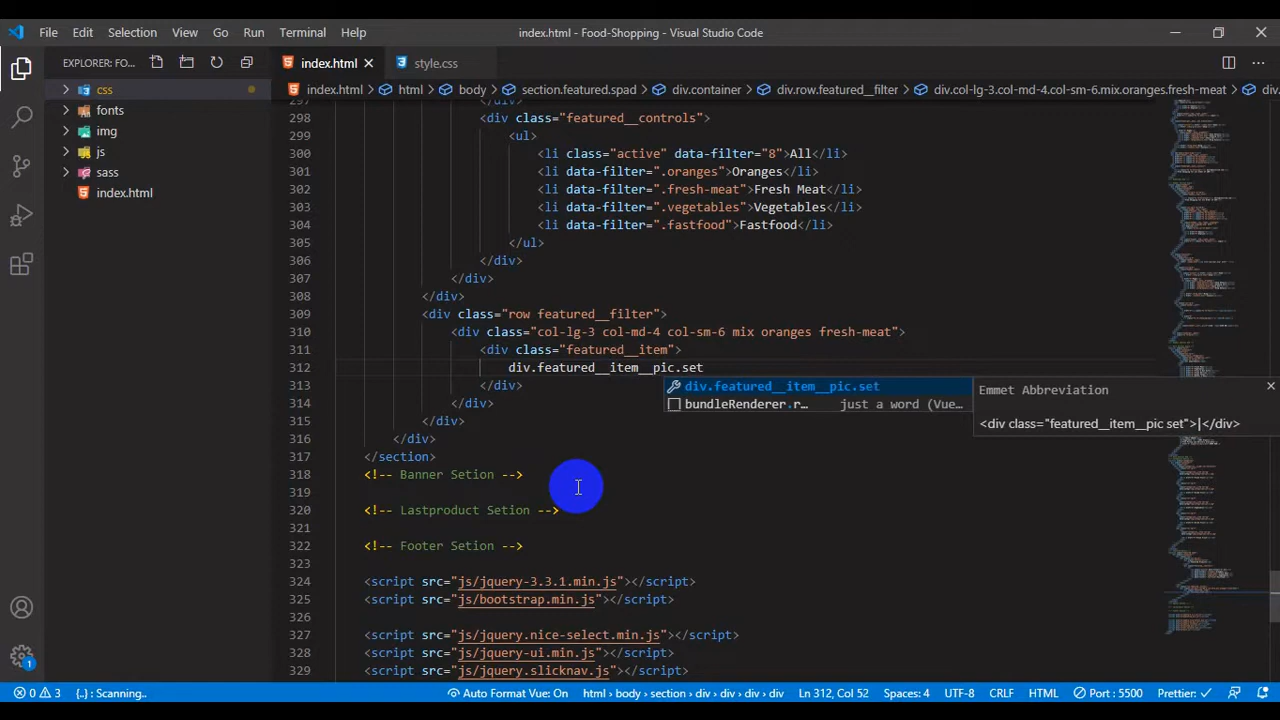 File Edit Selection View Go Run Terminal Help index.html - Food-Shopping - Visual Studio Code
EXPLORER: FO... index.html style.css
css index.html > html > body > section.featured.spad > div.container > div.row.featured__filter > div.col-lg-3.col-md-4.col-sm-6.mix.oranges.fresh-meat > div.
fonts
img
js
sass
index.html
297 </div>
298 <div class="featured__controls">
299 <ul>
300 <li class="active" data-filter="*">All</li>
301 <li data-filter=".oranges">Oranges</li>
302 <li data-filter=".fresh-meat">Fresh Meat</li>
303 <li data-filter=".vegetables">Vegetables</li>
304 <li data-filter=".fastfood">Fastfood</li>
305 </ul>
306 </div>
307 </div>
308 </div>
309 <div class="row featured__filter">
310 <div class="col-lg-3 col-md-4 col-sm-6 mix oranges fresh-meat">
311 <div class="featured__item">
312 div.featured__item__pic.set
313 </div>
div.featured__item__pic.set
Emmet Abbreviation
314 </div>
bundleRenderer.r... just a word (Vue...
315 </div>
<div class="featured__item__pic set">|</div>
316 </div>
317 </section>
318 <!-- Banner Setion -->
319
320 <!-- Lastproduct Setion -->
321
322 <!-- Footer Setion -->
323
324 <script src="js/jquery-3.3.1.min.js"></script>
325 <script src="js/bootstrap.min.js"></script>
326
327 <script src="js/jquery.nice-select.min.js"></script>
328 <script src="js/jquery-ui.min.js"></script>
329 <script src="js/jquery.slicknav.js"></script>
1
0 3 {..} : Scanning.. Auto Format Vue: On html > body > section > div > div > div > div Ln 312, Col 52 Spaces: 4 UTF-8 CRLF HTML Port : 5500 Prettier: ✓